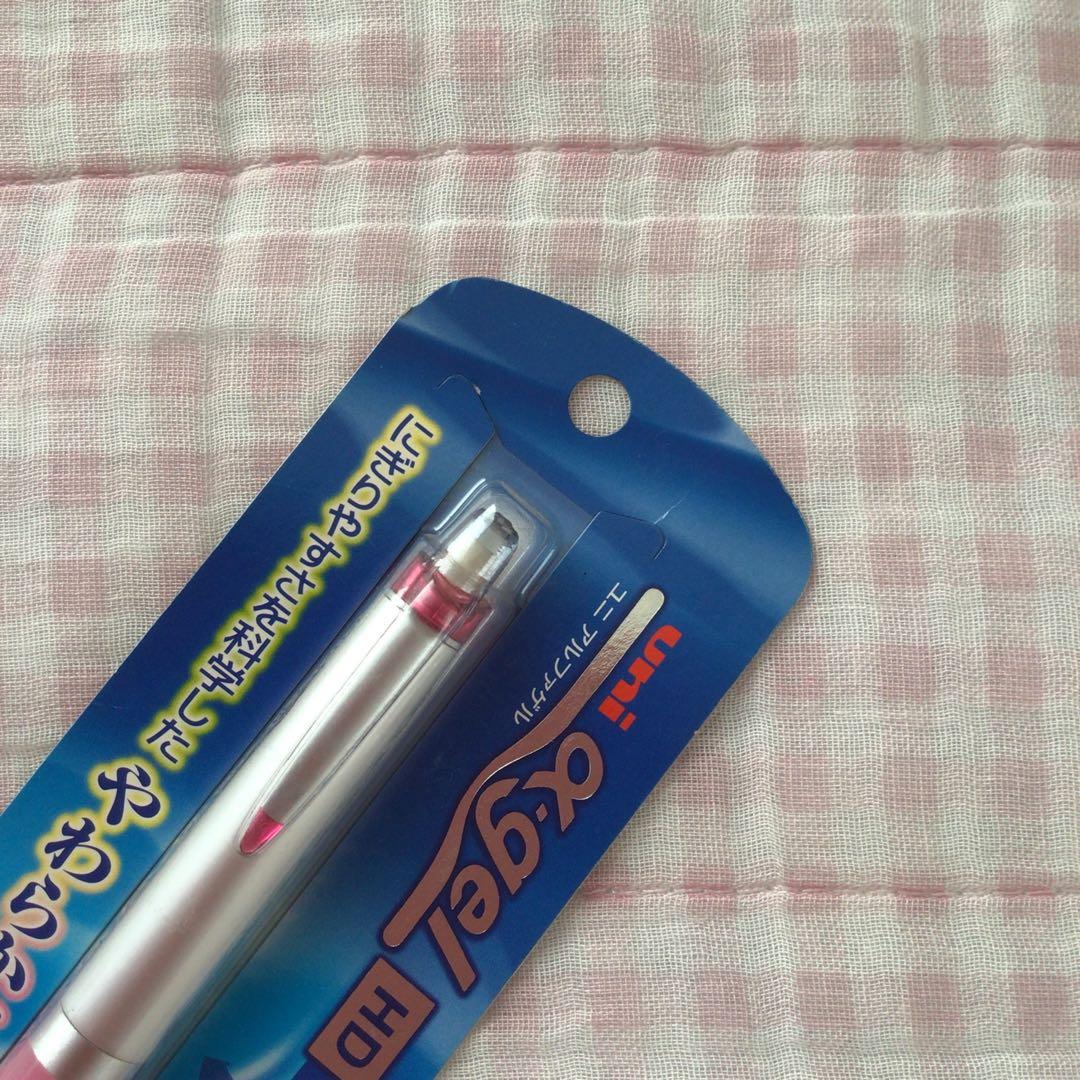 にぎりやすさを科学した
やわらか
uni
ユニ アルファゲル
α・gel
HD